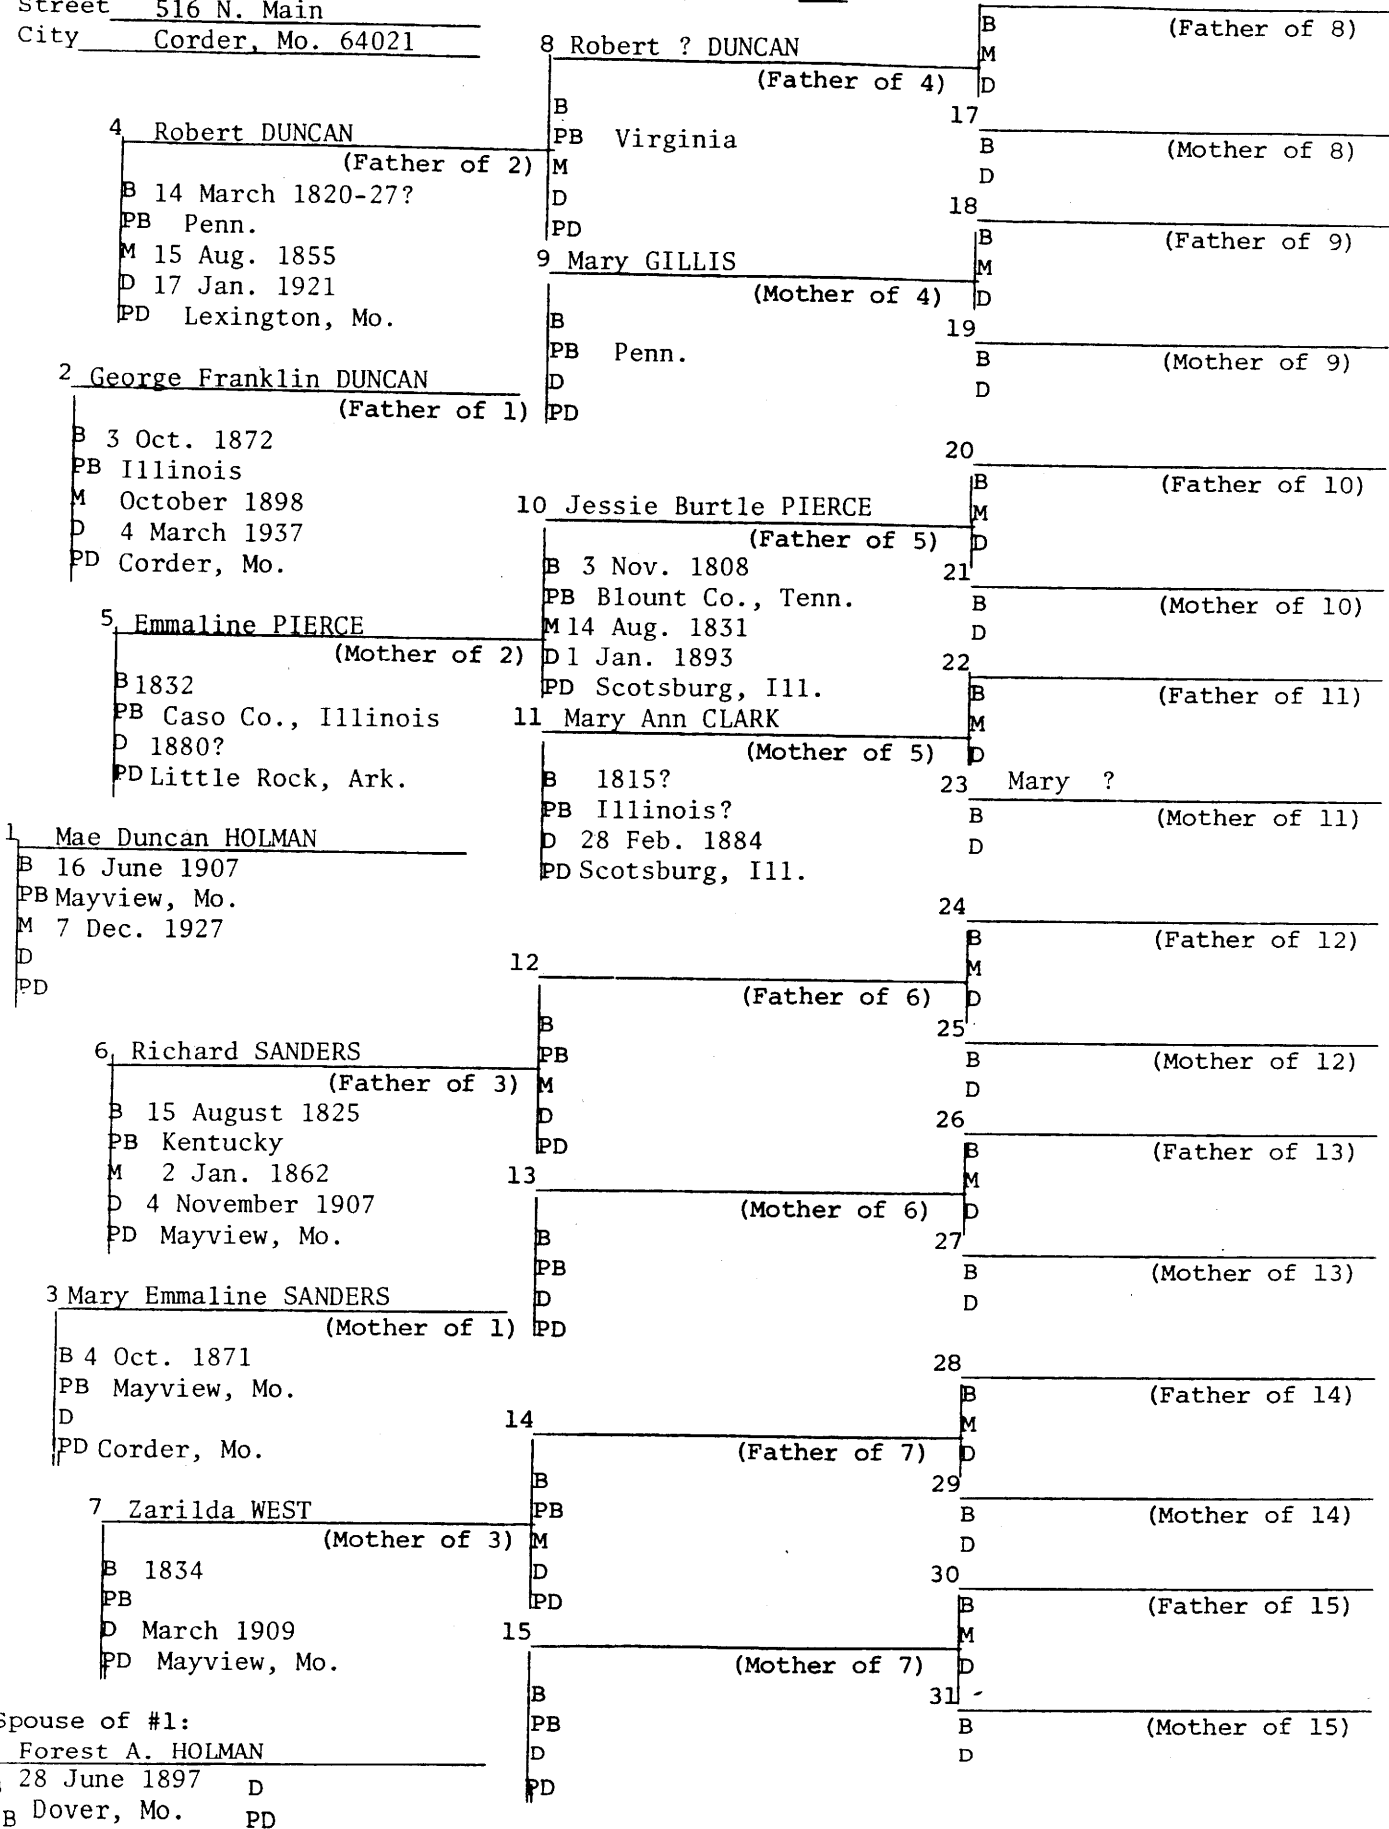 Street 516 N. Main
City Corder, Mo. 64021
4 Robert DUNCAN
(Father of 2)
B 14 March 1820-27?
PB Penn.
M 15 Aug. 1855
D 17 Jan. 1921
PD Lexington, Mo.
2 George Franklin DUNCAN
(Father of 1)
B 3 Oct. 1872
PB Illinois
M October 1898
D 4 March 1937
PD Corder, Mo.
5 Emmaline PIERCE
(Mother of 2)
B 1832
PB Caso Co., Illinois
D 1880?
PD Little Rock, Ark.
1 Mae Duncan HOLMAN
B 16 June 1907
PB Mayview, Mo.
M 7 Dec. 1927
D
PD
6 Richard SANDERS
(Father of 3)
B 15 August 1825
PB Kentucky
M 2 Jan. 1862
D 4 November 1907
PD Mayview, Mo.
3 Mary Emmaline SANDERS
(Mother of 1)
B 4 Oct. 1871
PB Mayview, Mo.
D
PD Corder, Mo.
7 Zarilda WEST
(Mother of 3)
B 1834
PB
D March 1909
PD Mayview, Mo.
Spouse of #1:
Forest A. HOLMAN
28 June 1897 D
B Dover, Mo. PD
8 Robert ? DUNCAN
(Father of 4)
B
PB Virginia
M
D
PD
9 Mary GILLIS
(Mother of 4)
B
PB Penn.
D
PD
10 Jessie Burtle PIERCE
(Father of 5)
B 3 Nov. 1808
PB Blount Co., Tenn.
M 14 Aug. 1831
D 1 Jan. 1893
PD Scotsburg, Ill.
11 Mary Ann CLARK
(Mother of 5)
B 1815?
PB Illinois?
D 28 Feb. 1884
PD Scotsburg, Ill.
12
(Father of 6)
B
PB
M
D
PD
13
(Mother of 6)
B
PB
D
PD
14
(Father of 7)
B
PB
M
D
PD
15
(Mother of 7)
B
PB
D
PD
B (Father of 8)
M
D
17
B (Mother of 8)
D
18
B (Father of 9)
M
D
19
B (Mother of 9)
D
20
B (Father of 10)
M
D
21
B (Mother of 10)
D
22
B (Father of 11)
M
D
23 Mary ?
B (Mother of 11)
D
24
B (Father of 12)
M
D
25
B (Mother of 12)
D
26
B (Father of 13)
M
D
27
B (Mother of 13)
D
28
B (Father of 14)
M
D
29
B (Mother of 14)
D
30
B (Father of 15)
M
D
31
B (Mother of 15)
D